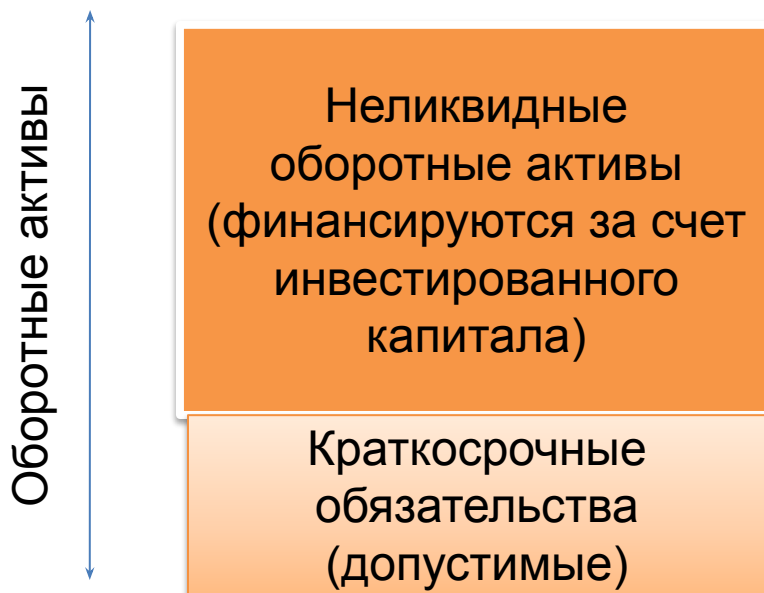 Оборотные активы
Неликвидные
оборотные активы
(финансируются за счет
инвестированного
капитала)
Краткосрочные
обязательства
(допустимые)